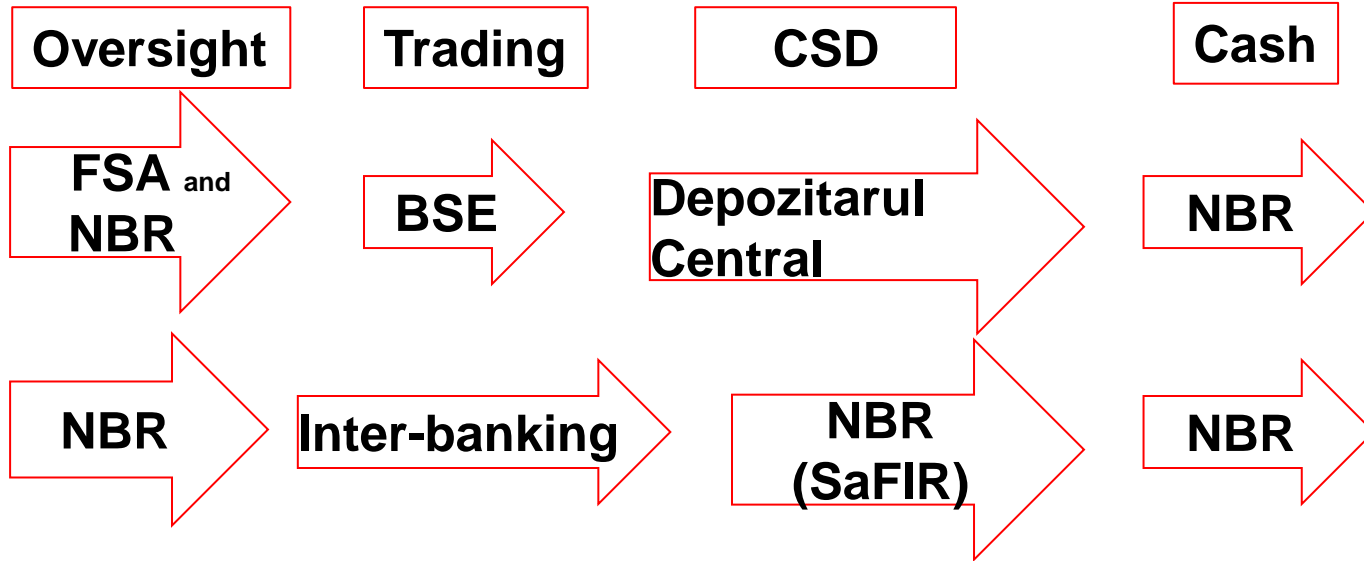 Oversight
Trading
CSD
Cash
FSA and
NBR
BSE
Depozitarul
Central
NBR
NBR
Inter-banking
NBR
(SaFIR)
NBR